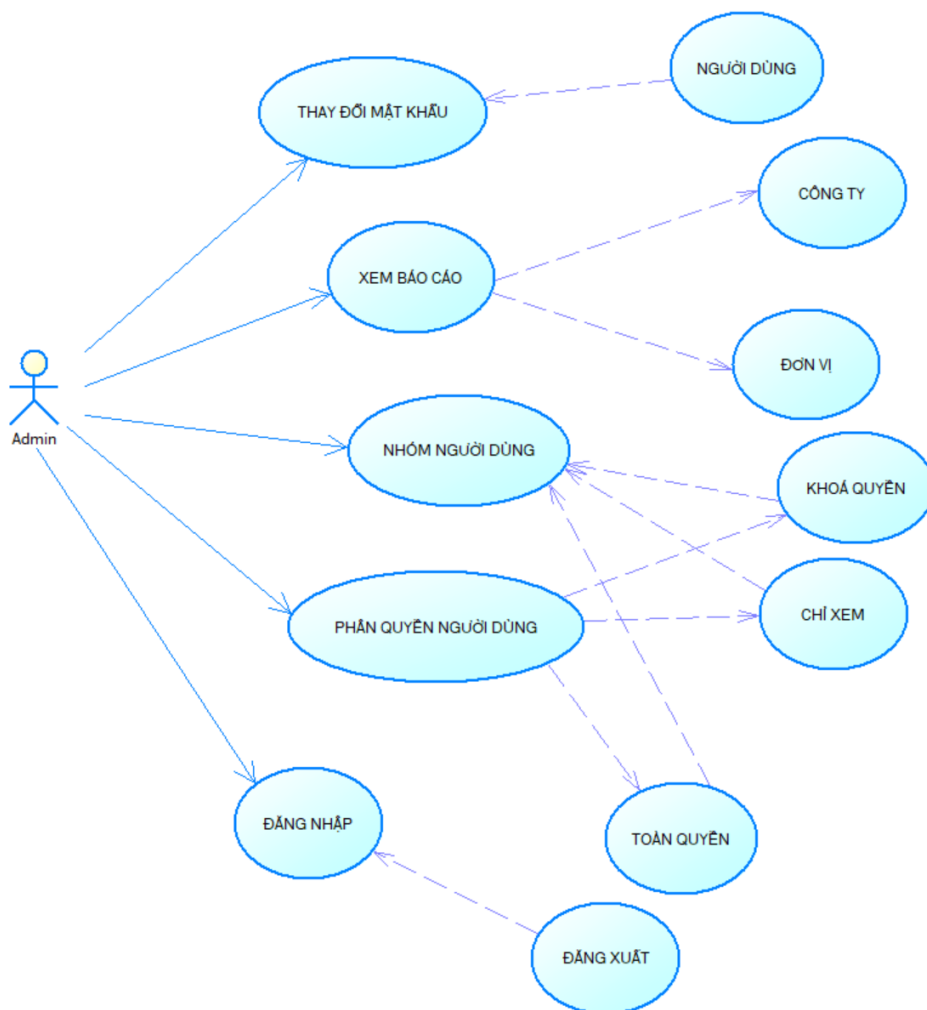 NGƯỜI DÙNG
THAY ĐỔI MẬT KHẨU
CÔNG TY
XEM BÁO CÁO
ĐƠN VỊ
Admin
NHÓM NGƯỜI DÙNG
KHOÁ QUYỀN
CHỈ XEM
PHÂN QUYỀN NGƯỜI DÙNG
ĐĂNG NHẬP
TOÀN QUYỀN
ĐĂNG XUẤT